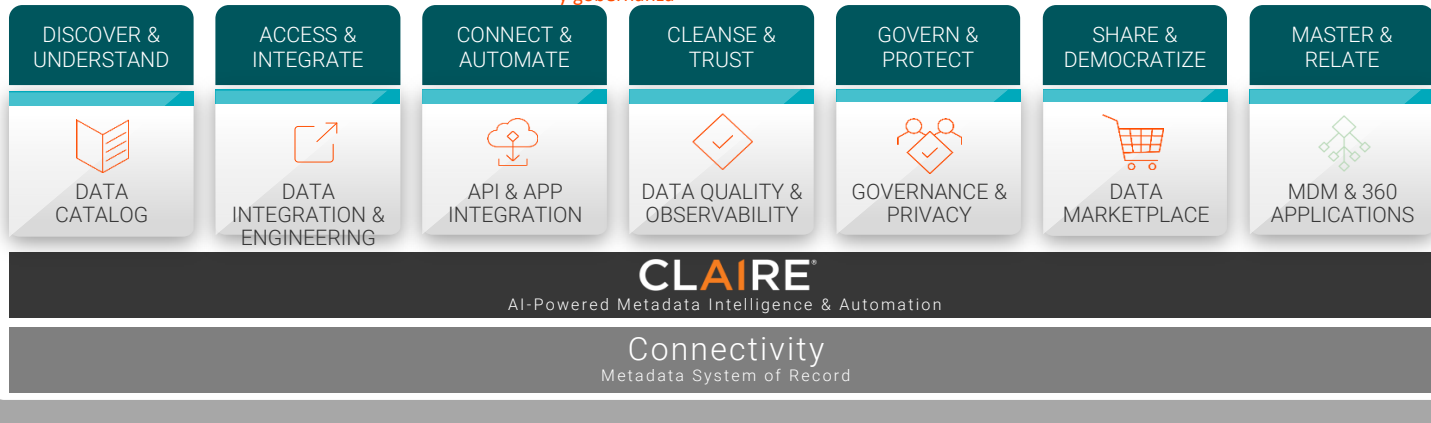 y gobernanza
DISCOVER &
UNDERSTAND
ACCESS &
INTEGRATE
CONNECT &
AUTOMATE
CLEANSE &
TRUST
GOVERN &
PROTECT
SHARE &
DEMOCRATIZE
MASTER &
RELATE
DATA
CATALOG
DATA
INTEGRATION &
ENGINEERING
API & APP
INTEGRATION
DATA QUALITY &
OBSERVABILITY
GOVERNANCE &
PRIVACY
DATA
MARKETPLACE
MDM & 360
APPLICATIONS
CLAIRE®
AI-Powered Metadata Intelligence & Automation
Connectivity
Metadata System of Record